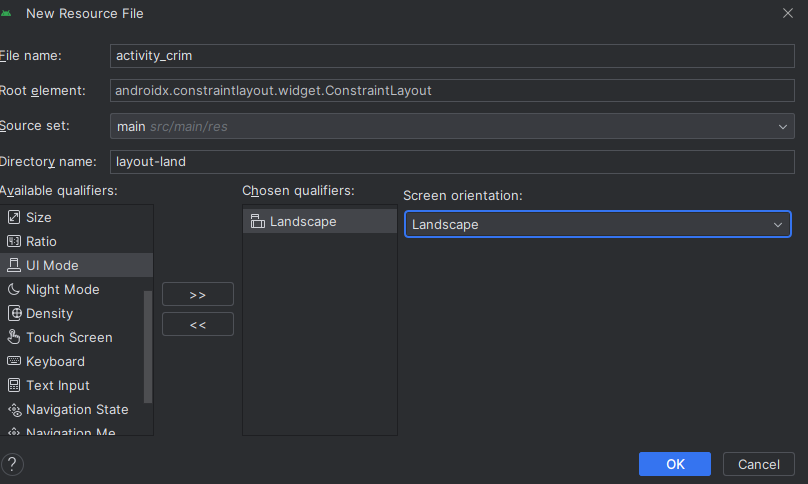 New Resource File
File name:
activity_crim
Root element:
androidx.constraintlayout.widget.ConstraintLayout
Source set:
main src/main/res
Directory name:
layout-land
Available qualifiers:
Size
Ratio
UI Mode
Night Mode
Density
Touch Screen
Keyboard
Text Input
Navigation State
Navigation Me
>>
<<
Chosen qualifiers:
Landscape
Screen orientation:
Landscape
?
OK
Cancel